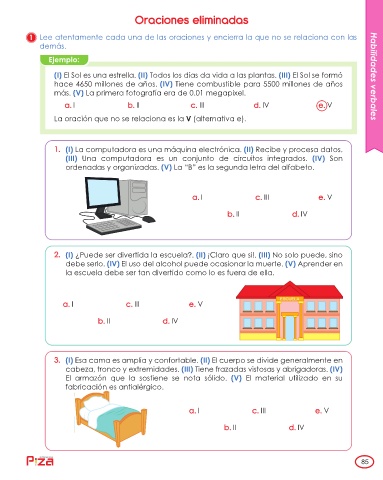 Oraciones eliminadas
1 Lee atentamente cada una de las oraciones y encierra la que no se relaciona con las
demás.
Ejemplo:
(I) El Sol es una estrella. (II) Todos los días da vida a las plantas. (III) El Sol se formó
hace 4650 millones de años. (IV) Tiene combustible para 5500 millones de años
más. (V) La primera fotografía era de 0.01 megapixel.
a. I b. II c. III d. IV e. V
La oración que no se relaciona es la V (alternativa e).
1. (I) La computadora es una máquina electrónica. (II) Recibe y procesa datos.
(III) Una computadora es un conjunto de circuitos integrados. (IV) Son
ordenadas y organizadas. (V) La "B" es la segunda letra del alfabeto.
a. I c. III e. V
b. II d. IV
2. (I) ¿Puede ser divertida la escuela?. (II) ¡Claro que sí!. (III) No solo puede, sino
debe serlo. (IV) El uso del alcohol puede ocasionar la muerte. (V) Aprender en
la escuela debe ser tan divertido como lo es fuera de ella.
a. I c. III e. V
b. II d. IV
3. (I) Esa cama es amplia y confortable. (II) El cuerpo se divide generalmente en
cabeza, tronco y extremidades. (III) Tiene frazadas vistosas y abrigadoras. (IV)
El armazón que la sostiene se nota sólido. (V) El material utilizado en su
fabricación es antialérgico.
a. I c. III e. V
b. II d. IV
Habilidades verbales
Piza
85